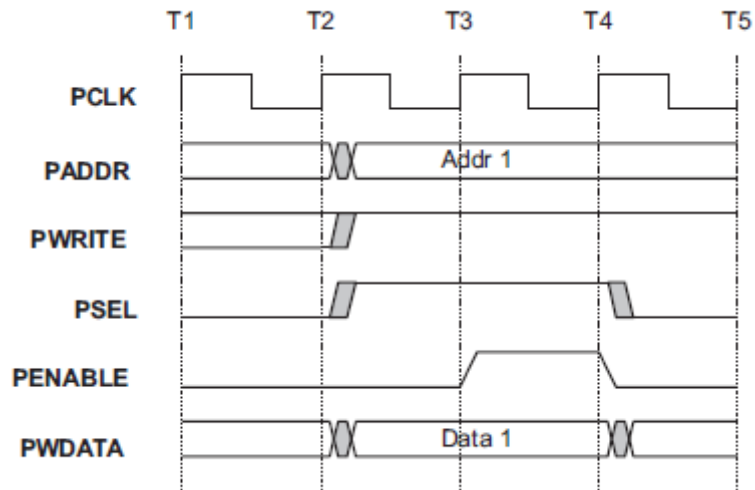 T1 T2 T3 T4 T5
PCLK
PADDR Addr 1
PWRITE
PSEL
PENABLE
PWDATA Data 1